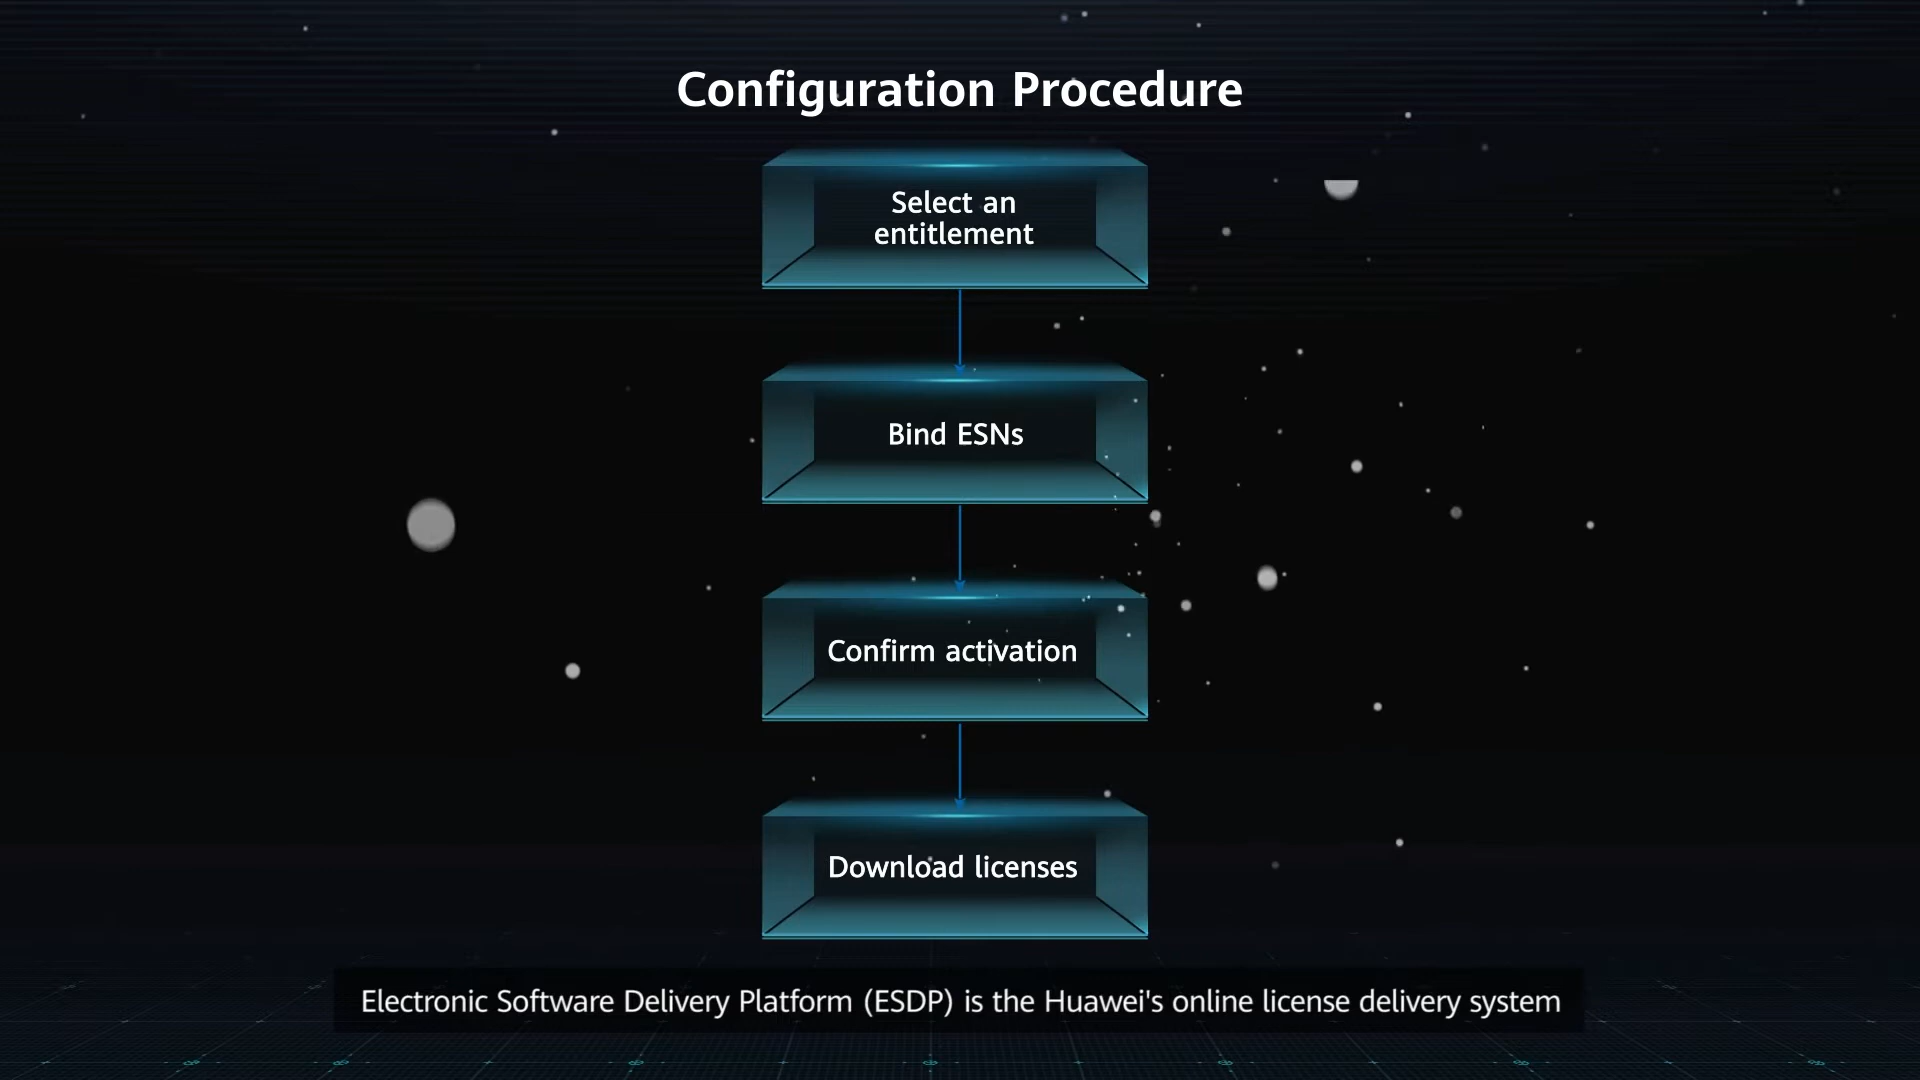 Configuration Procedure
Select an
entitlement
Bind ESNs
Confirm activation
Download licenses
Electronic Software Delivery Platform (ESDP) is the Huawei's online license delivery system